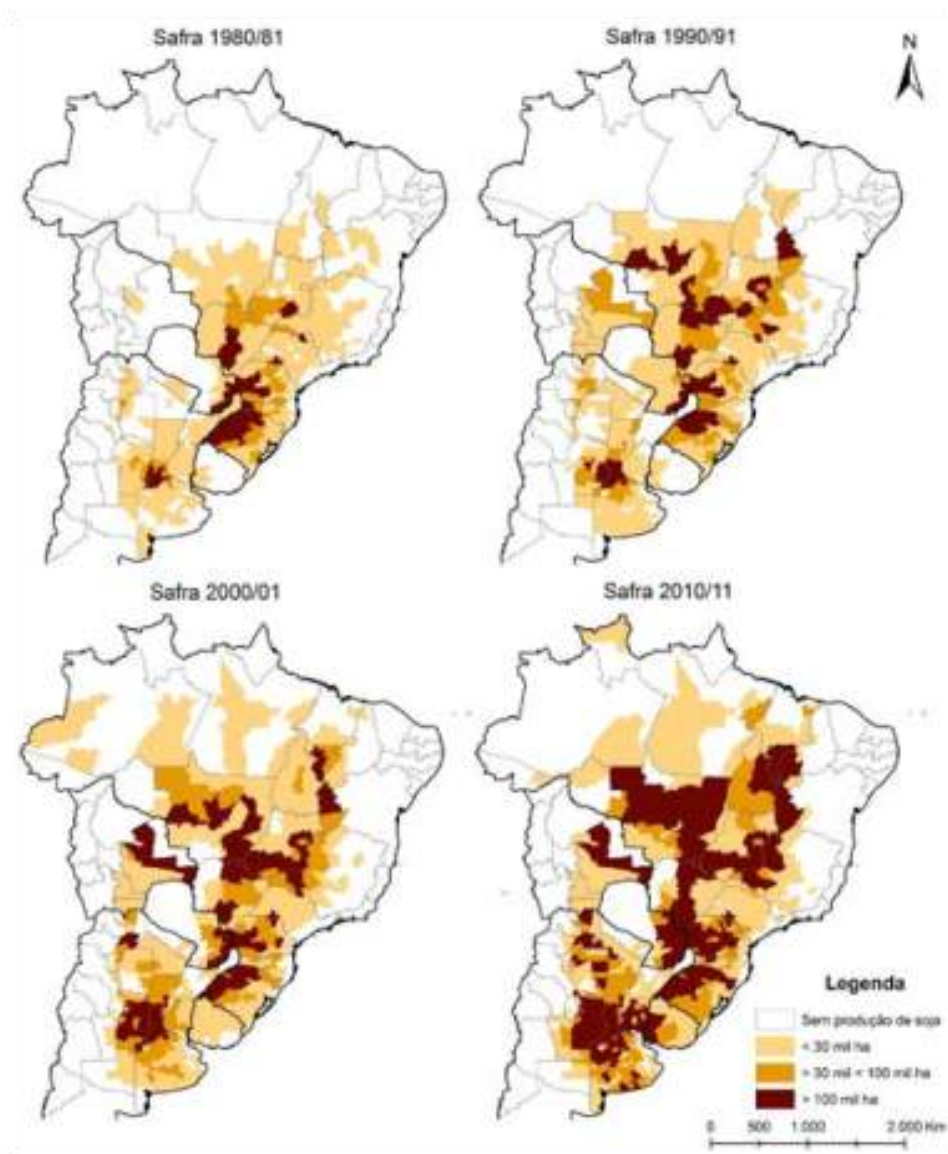 Safra 1980/81
Safra 1990/91
N
Safra 2000/01
Safra 2010/11
Legenda
Sem produção de soja
< 30 mil ha
> 30 mil < 100 mil ha
> 100 mil ha
0 500 1.000 2.000 Km